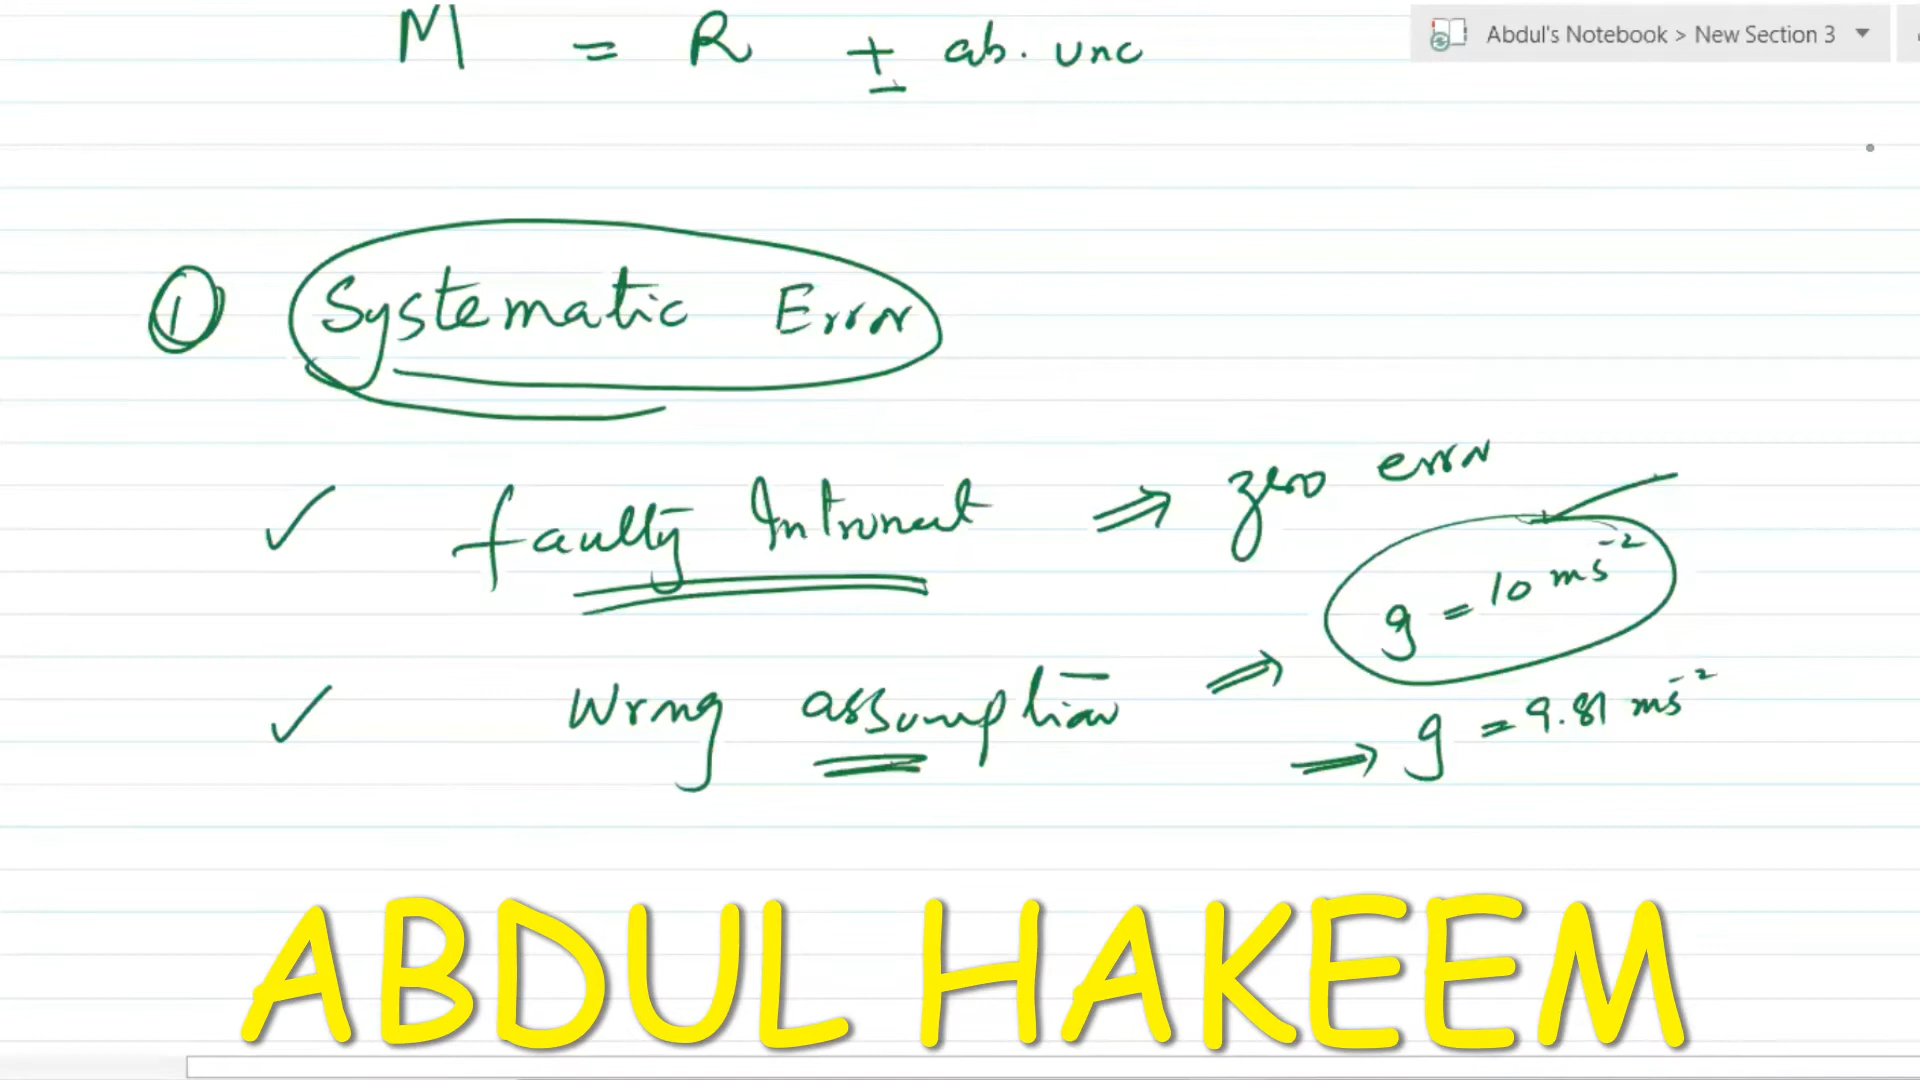 M = R ± ab. unc
Abdul's Notebook > New Section 3
① Systematic Error
✓ faulty Intrument ⇒ zero error
g = 10 ms⁻²
✓ Wrong assumption ⇒
⇒ g = 9.81 ms⁻²
ABDUL HAKEEM